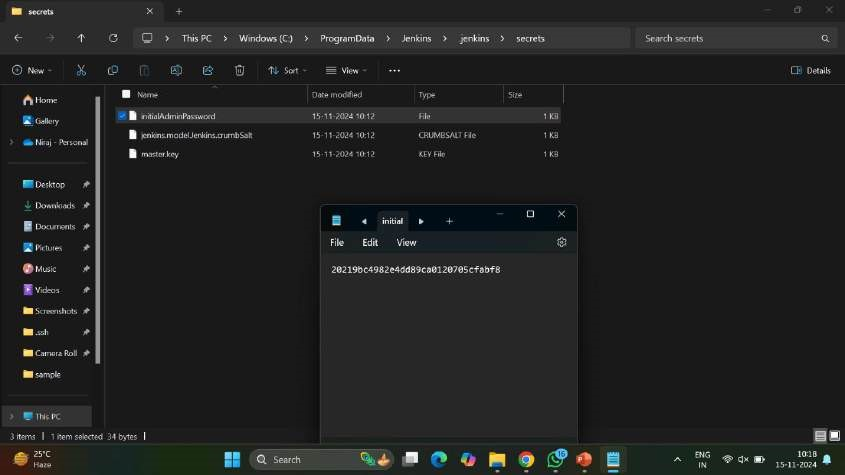 secrets
This PC > Windows (C:) > ProgramData > Jenkins > .jenkins > secrets
Search secrets
New
Sort
View
Details
Name
Date modified
Type
Size
initialAdminPassword 15-11-2024 10:12 File 1 KB
jenkins.model.Jenkins.crumbSalt 15-11-2024 10:12 CRUMBSALT File 1 KB
master.key 15-11-2024 10:12 KEY File 1 KB
Home
Gallery
Niraj - Personal
Desktop
Downloads
Documents
Pictures
Music
Videos
Screenshots
.ssh
Camera Roll
sample
This PC
initial
File Edit View
20219bc4982e4dd89ca0120705cfabf8
3 items 1 item selected 34 bytes
25°C
Haze
Search
16
ENG
IN
10:18
15-11-2024